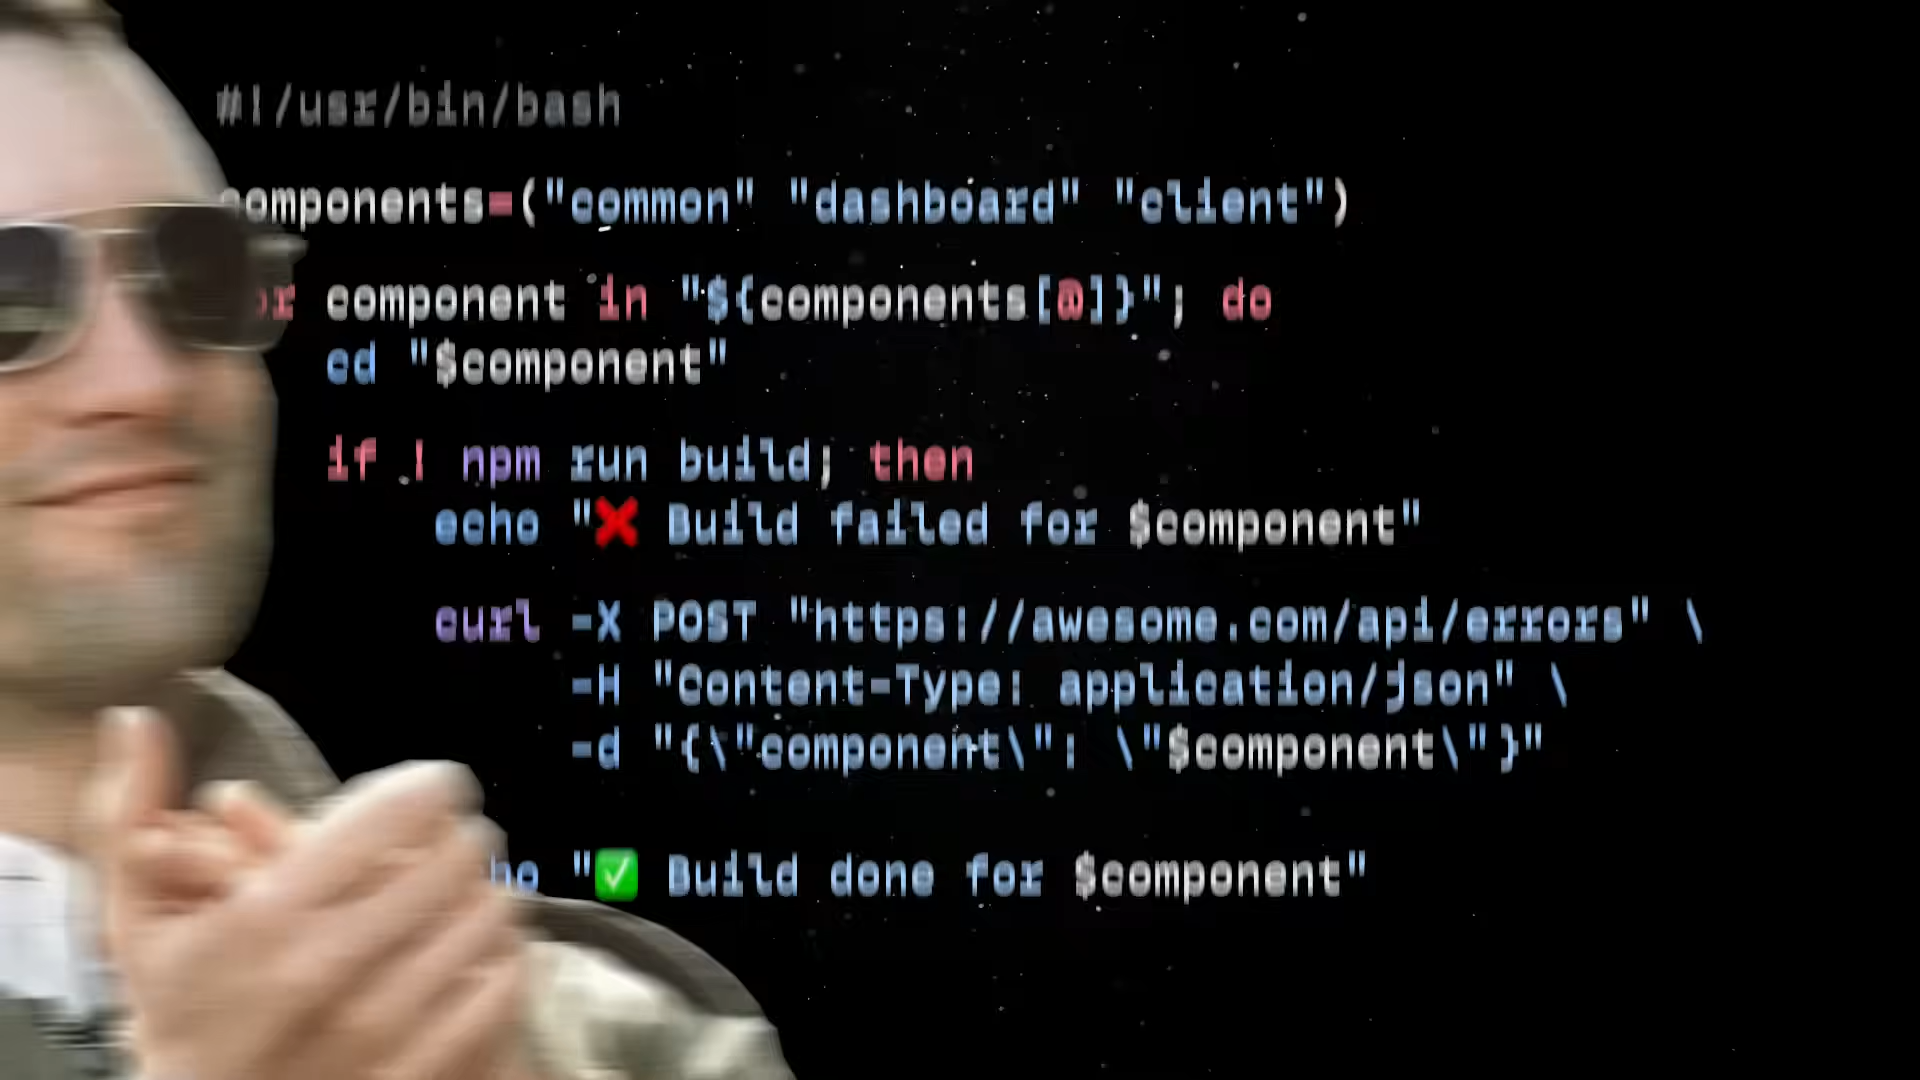 #!/usr/bin/bash
components=("common" "dashboard" "client")
component in "${components[@]}"; do
cd "$component"
if ! npm run build; then
echo "❌ Build failed for $component"
curl -X POST "https://awesome.com/api/errors" \
-H "Content-Type: application/json" \
-d "{\"component\": \"$component\"}"
"✅ Build done for $component"